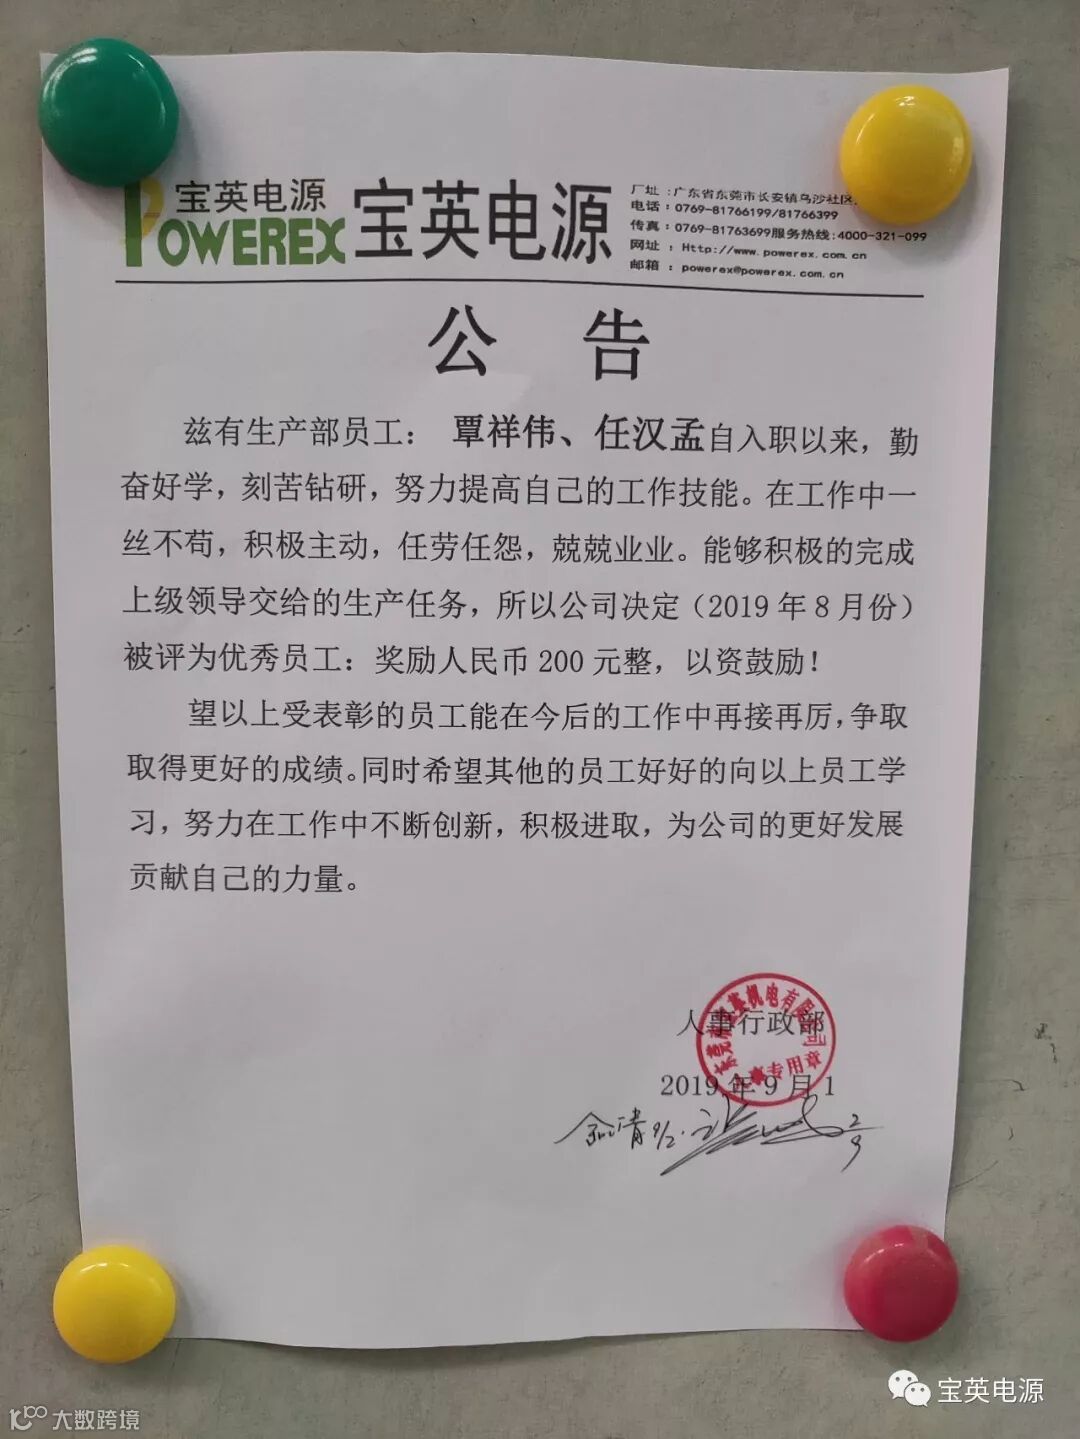 宝英电源
POWEREX
宝英电源
厂址：广东省东莞市长安镇乌沙社区
电话：0769-81766199/81766399
传真：0769-81763699服务热线:4000-321-099
网址：Http://www.powerex.com.cn
邮箱：powerex@powerex.com.cn
公 告
兹有生产部员工： 覃祥伟、任汉孟自入职以来，勤
奋好学，刻苦钻研，努力提高自己的工作技能。在工作中一
丝不苟，积极主动，任劳任怨，兢兢业业。能够积极的完成
上级领导交给的生产任务，所以公司决定（2019年8月份）
被评为优秀员工：奖励人民币200元整，以资鼓励！
望以上受表彰的员工能在今后的工作中再接再厉，争取
取得更好的成绩。同时希望其他的员工好好的向以上员工学
习，努力在工作中不断创新，积极进取，为公司的更好发展
贡献自己的力量。
人事行政部
2019年9月1
专用章
9/2
2/9
宝英电源
大数跨境